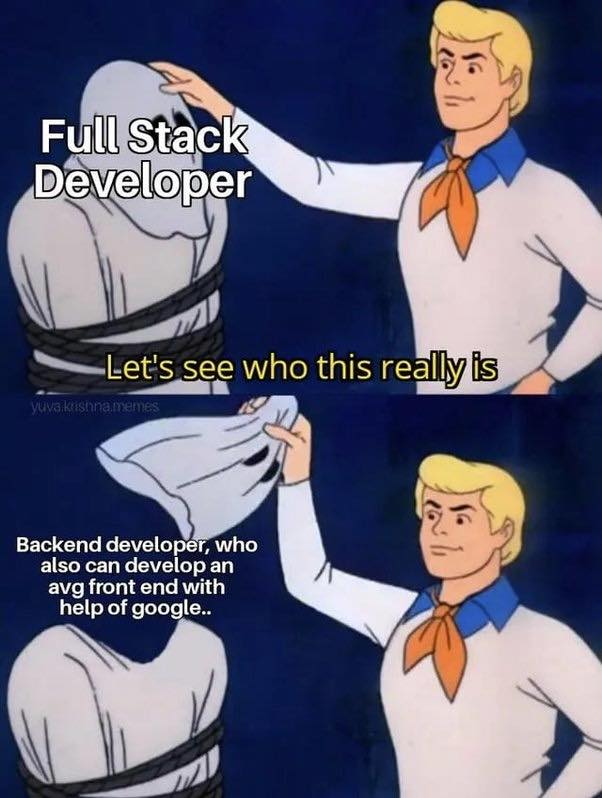 Full Stack
Developer
Let's see who this really is
yuva.krishna.memes
Backend developer, who
also can develop an
avg front end with
help of google..